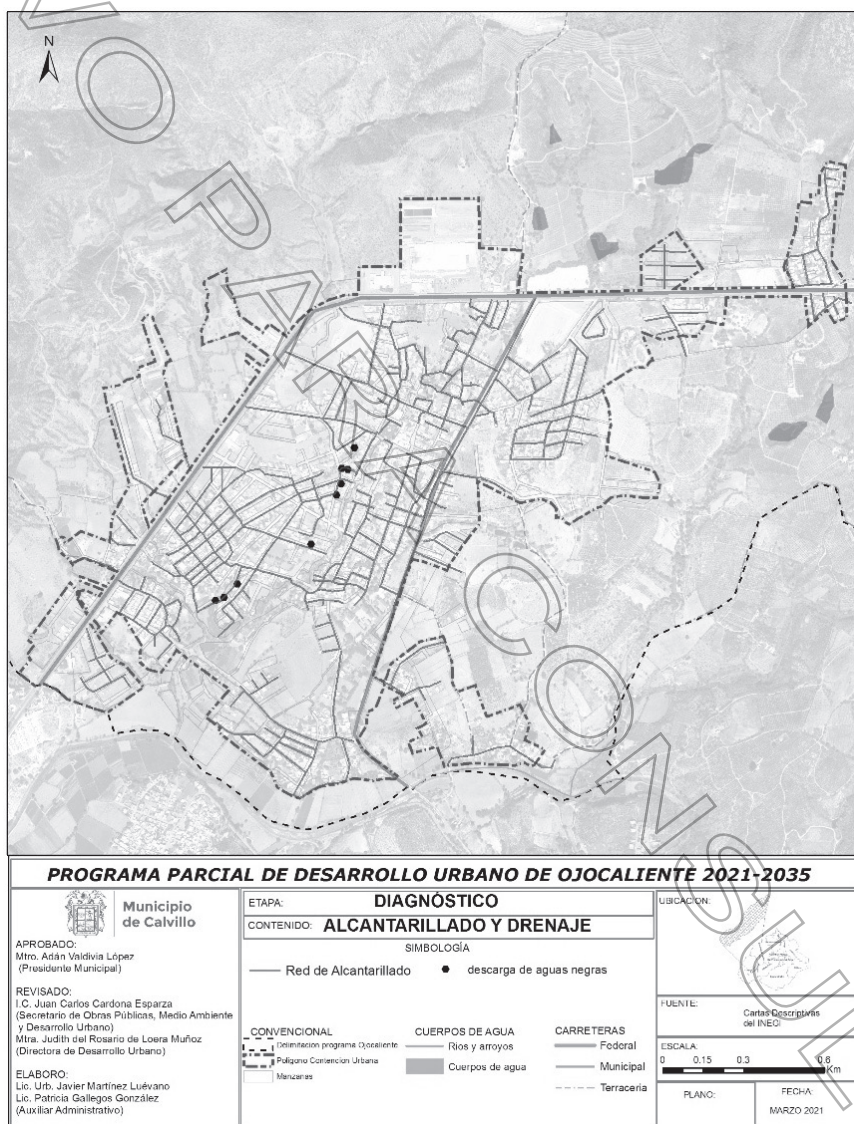 N
PARA CONSUL
PROGRAMA PARCIAL DE DESARROLLO URBANO DE OJOCALIENTE 2021-2035
Municipio
de Calvillo
APROBADO:
Mtro. Adán Valdivia López
(Presidente Municipal)
REVISADO:
I.C. Juan Carlos Cardona Esparza
(Secretario de Obras Públicas, Medio Ambiente
y Desarrollo Urbano)
Mtra. Judith del Rosario de Loera Muñoz
(Directora de Desarrollo Urbano)
ELABORO:
Lic. Urb. Javier Martínez Luévano
Lic. Patricia Gallegos González
(Auxiliar Administrativo)
ETAPA: DIAGNÓSTICO
CONTENIDO: ALCANTARILLADO Y DRENAJE
SIMBOLOGÍA
Red de Alcantarillado
descarga de aguas negras
CONVENCIONAL
Delimitación programa Ojocaliente
Poligono Contencion Urbana
Manzanas
CUERPOS DE AGUA
Rios y arroyos
Cuerpos de agua
CARRETERAS
Federal
Municipal
Terraceria
UBICACIÓN:
FUENTE:
Cartas Descriptivas
del INEGI
ESCALA:
0 0.15 0.3 0.6
Km
PLANO:
FECHA:
MARZO 2021